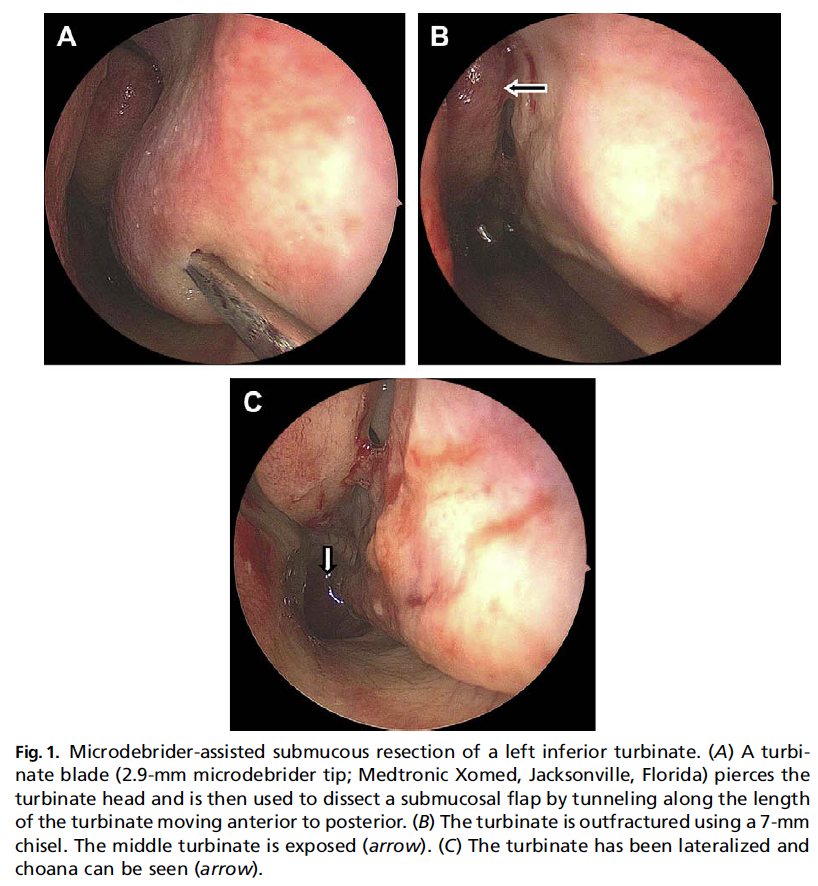 A
B
C
Fig. 1. Microdebrider-assisted submucous resection of a left inferior turbinate. (A) A turbi-
nate blade (2.9-mm microdebrider tip; Medtronic Xomed, Jacksonville, Florida) pierces the
turbinate head and is then used to dissect a submucosal flap by tunneling along the length
of the turbinate moving anterior to posterior. (B) The turbinate is outfractured using a 7-mm
chisel. The middle turbinate is exposed (arrow). (C) The turbinate has been lateralized and
choana can be seen (arrow).